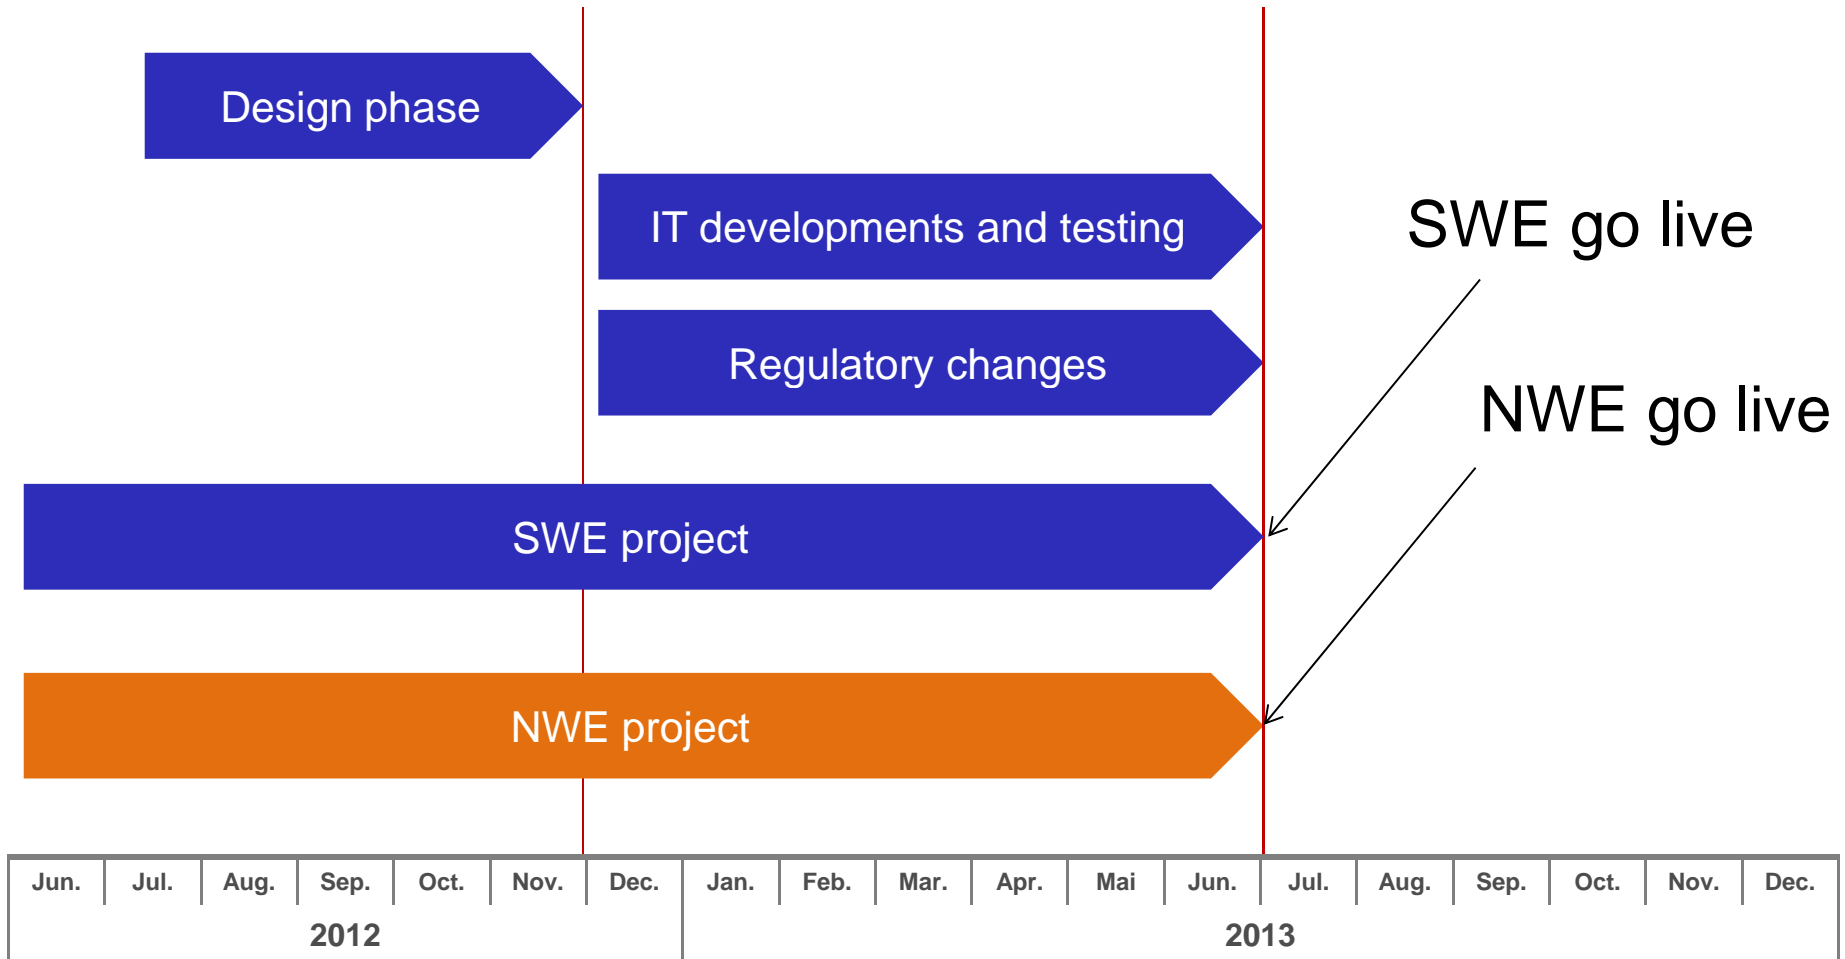 Design phase
IT developments and testing
SWE go live
Regulatory changes
NWE go live
SWE project
NWE project
Jun. Jul. Aug. Sep. Oct. Nov. Dec. Jan. Feb. Mar. Apr. Mai Jun. Jul. Aug. Sep. Oct. Nov. Dec.
2012 2013